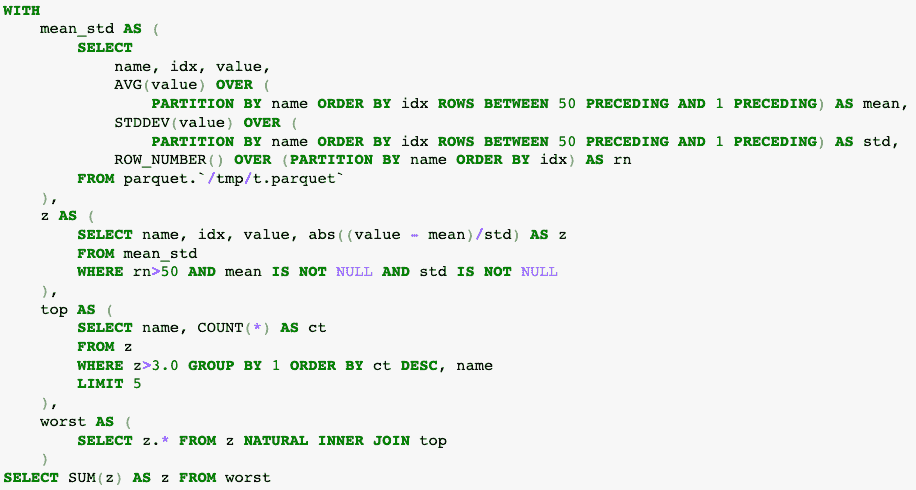 WITH
    mean_std AS (
        SELECT
            name, idx, value,
            AVG(value) OVER (
                PARTITION BY name ORDER BY idx ROWS BETWEEN 50 PRECEDING AND 1 PRECEDING) AS mean,
            STDDEV(value) OVER (
                PARTITION BY name ORDER BY idx ROWS BETWEEN 50 PRECEDING AND 1 PRECEDING) AS std,
            ROW_NUMBER() OVER (PARTITION BY name ORDER BY idx) AS rn
        FROM parquet.`/tmp/t.parquet`
    ),
    z AS (
        SELECT name, idx, value, abs((value - mean)/std) AS z
        FROM mean_std
        WHERE rn>50 AND mean IS NOT NULL AND std IS NOT NULL
    ),
    top AS (
        SELECT name, COUNT(*) AS ct
        FROM z
        WHERE z>3.0 GROUP BY 1 ORDER BY ct DESC, name
        LIMIT 5
    ),
    worst AS (
        SELECT z.* FROM z NATURAL INNER JOIN top
    )
SELECT SUM(z) AS z FROM worst